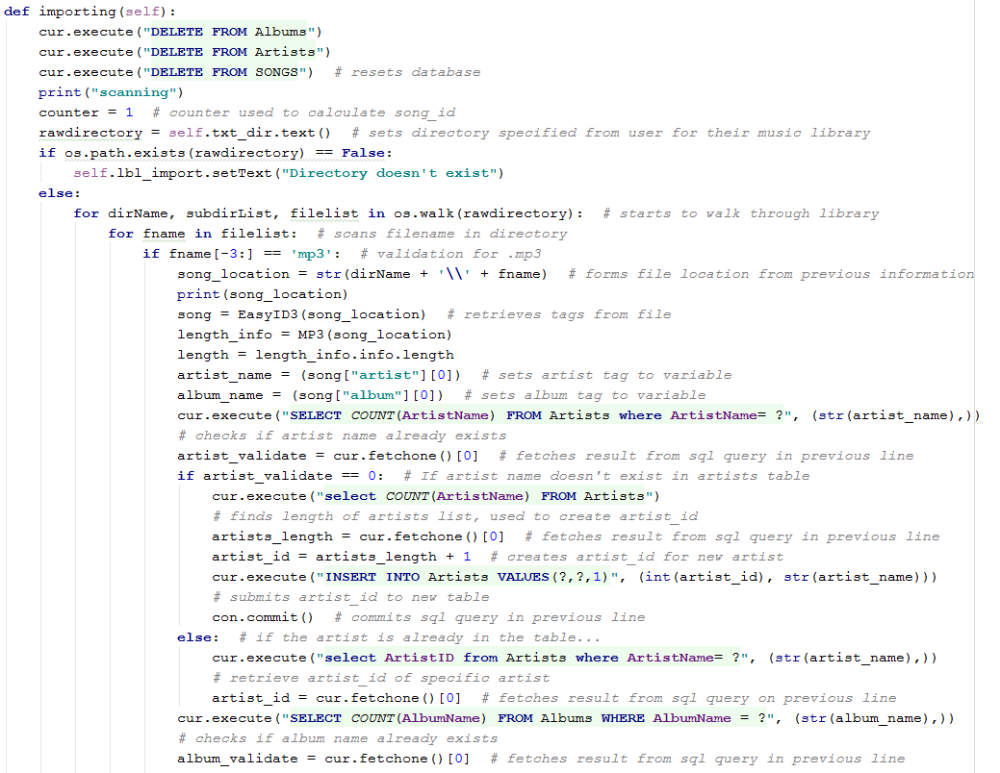 def importing(self):
    cur.execute("DELETE FROM Albums")
    cur.execute("DELETE FROM Artists")
    cur.execute("DELETE FROM SONGS")  # resets database
    print("scanning")
    counter = 1  # counter used to calculate song_id
    rawdirectory = self.txt_dir.text()  # sets directory specified from user for their music library
    if os.path.exists(rawdirectory) == False:
        self.lbl_import.setText("Directory doesn't exist")
    else:
        for dirName, subdirList, filelist in os.walk(rawdirectory):  # starts to walk through library
            for fname in filelist:  # scans filename in directory
                if fname[-3:] == 'mp3':  # validation for .mp3
                    song_location = str(dirName + '\\' + fname)  # forms file location from previous information
                    print(song_location)
                    song = EasyID3(song_location)  # retrieves tags from file
                    length_info = MP3(song_location)
                    length = length_info.info.length
                    artist_name = (song["artist"][0])  # sets artist tag to variable
                    album_name = (song["album"][0])  # sets album tag to variable
                    cur.execute("SELECT COUNT(ArtistName) FROM Artists where ArtistName= ?", (str(artist_name),))
                    # checks if artist name already exists
                    artist_validate = cur.fetchone()[0]  # fetches result from sql query in previous line
                    if artist_validate == 0:  # If artist name doesn't exist in artists table
                        cur.execute("select COUNT(ArtistName) FROM Artists")
                        # finds length of artists list, used to create artist_id
                        artists_length = cur.fetchone()[0]  # fetches result from sql query in previous line
                        artist_id = artists_length + 1  # creates artist_id for new artist
                        cur.execute("INSERT INTO Artists VALUES(?,?,1)", (int(artist_id), str(artist_name)))
                        # submits artist_id to new table
                        con.commit()  # commits sql query in previous line
                    else:  # if the artist is already in the table...
                        cur.execute("select ArtistID from Artists where ArtistName= ?", (str(artist_name),))
                        # retrieve artist_id of specific artist
                        artist_id = cur.fetchone()[0]  # fetches result from sql query on previous line
                    cur.execute("SELECT COUNT(AlbumName) FROM Albums WHERE AlbumName = ?", (str(album_name),))
                    # checks if album name already exists
                    album_validate = cur.fetchone()[0]  # fetches result from sql query in previous line